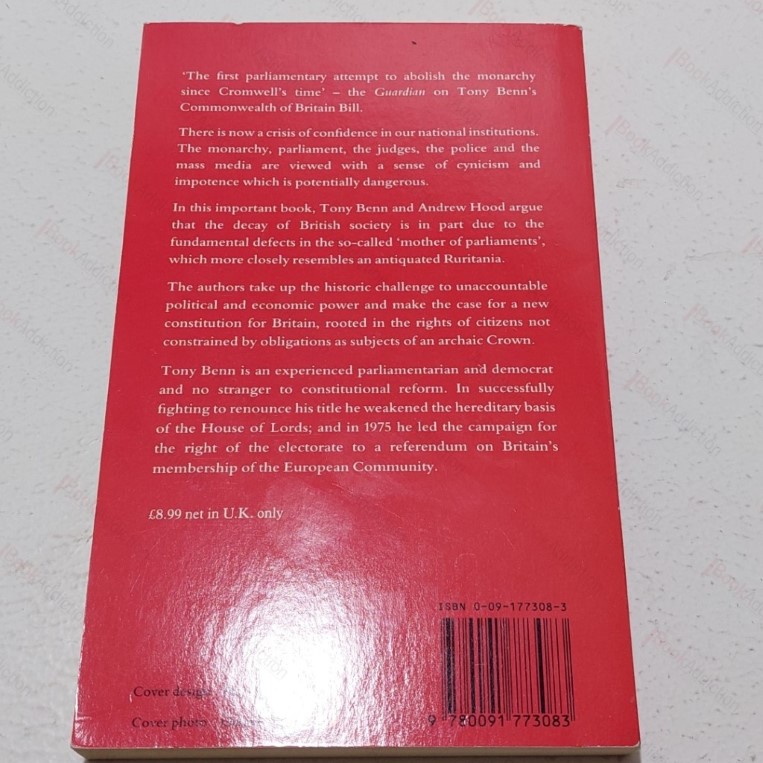 ‘The first parliamentary attempt to abolish the monarchy
since Cromwell’s time’ – the Guardian on Tony Benn’s
Commonwealth of Britain Bill.
There is now a crisis of confidence in our national institutions.
The monarchy, parliament, the judges, the police and the
mass media are viewed with a sense of cynicism and
impotence which is potentially dangerous.
In this important book, Tony Benn and Andrew Hood argue
that the decay of British society is in part due to the
fundamental defects in the so-called ‘mother of parliaments’,
which more closely resembles an antiquated Ruritania.
The authors take up the historic challenge to unaccountable
political and economic power and make the case for a new
constitution for Britain, rooted in the rights of citizens not
constrained by obligations as subjects of an archaic Crown.
Tony Benn is an experienced parliamentarian and democrat
and no stranger to constitutional reform. In successfully
fighting to renounce his title he weakened the hereditary basis
of the House of Lords; and in 1975 he led the campaign for
the right of the electorate to a referendum on Britain’s
membership of the European Community.
£8.99 net in U.K. only
ISBN 0-09-177308-3
9 780091 773083
Cover design
Cover photo